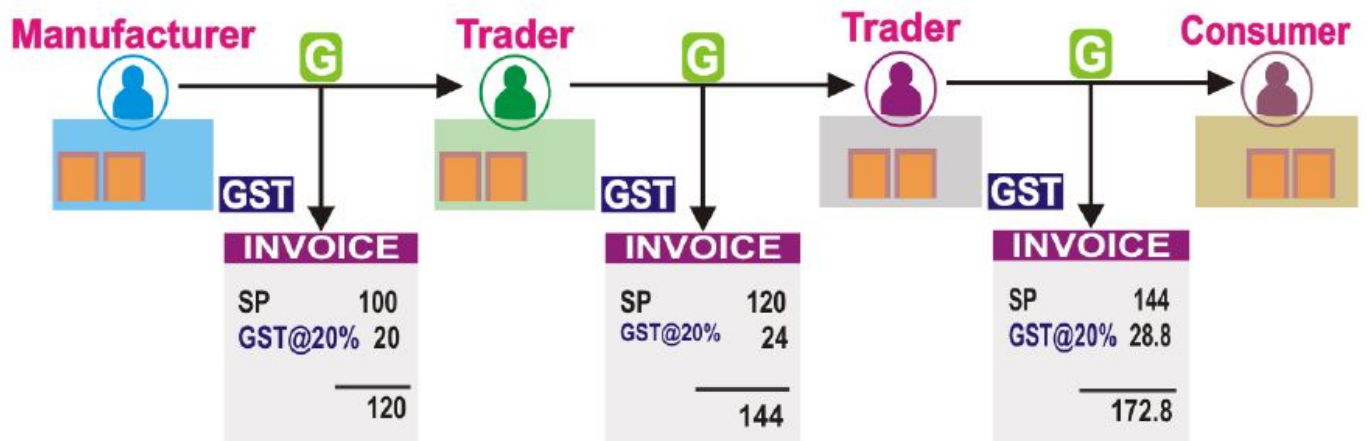 Manufacturer
G
Trader
G
Trader
G
Consumer
GST
INVOICE
SP 100
GST@20% 20
120
GST
INVOICE
SP 120
GST@20% 24
144
GST
INVOICE
SP 144
GST@20% 28.8
172.8